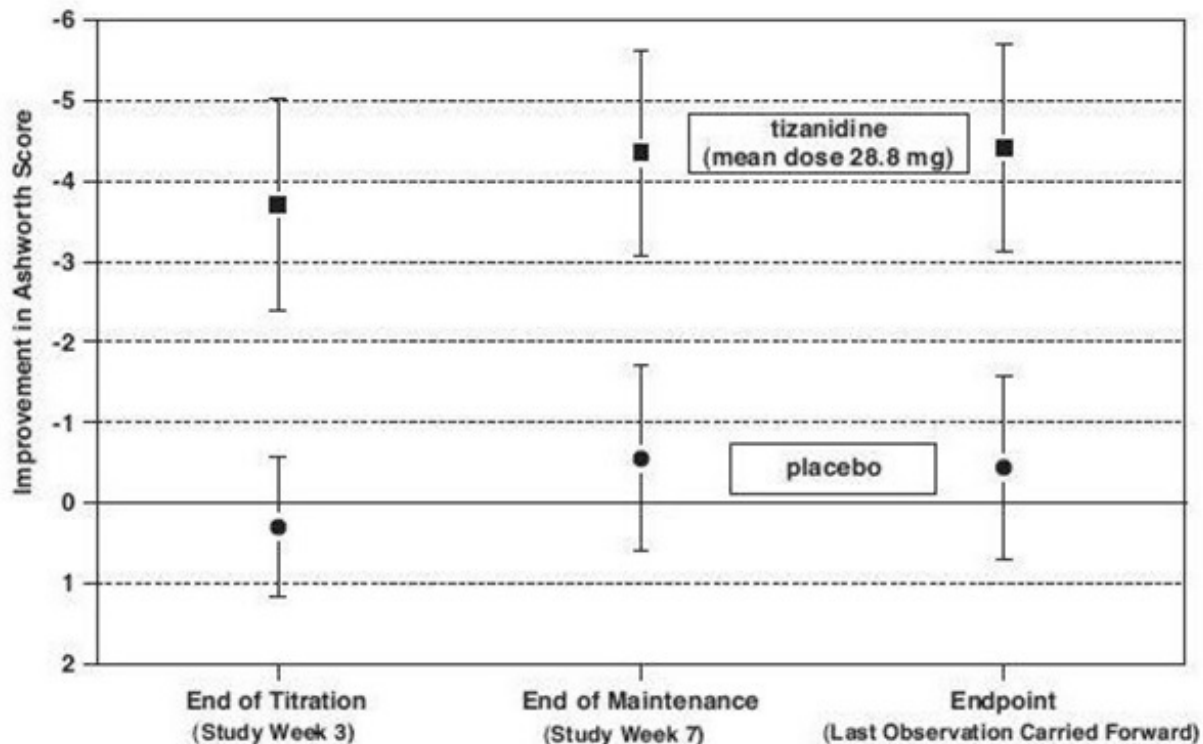 Improvement in Ashworth Score
-6
-5
-4
-3
-2
-1
0
1
2
tizanidine
(mean dose 28.8 mg)
placebo
End of Titration
(Study Week 3)
End of Maintenance
(Study Week 7)
Endpoint
(Last Observation Carried Forward)